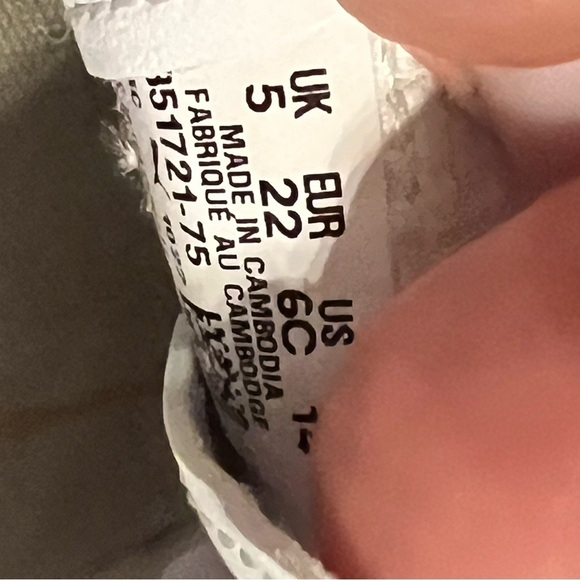 UK EUR US
5 22 6C
MADE IN CAMBODIA
FABRIQUÉ AU CAMBODGE
351721-75